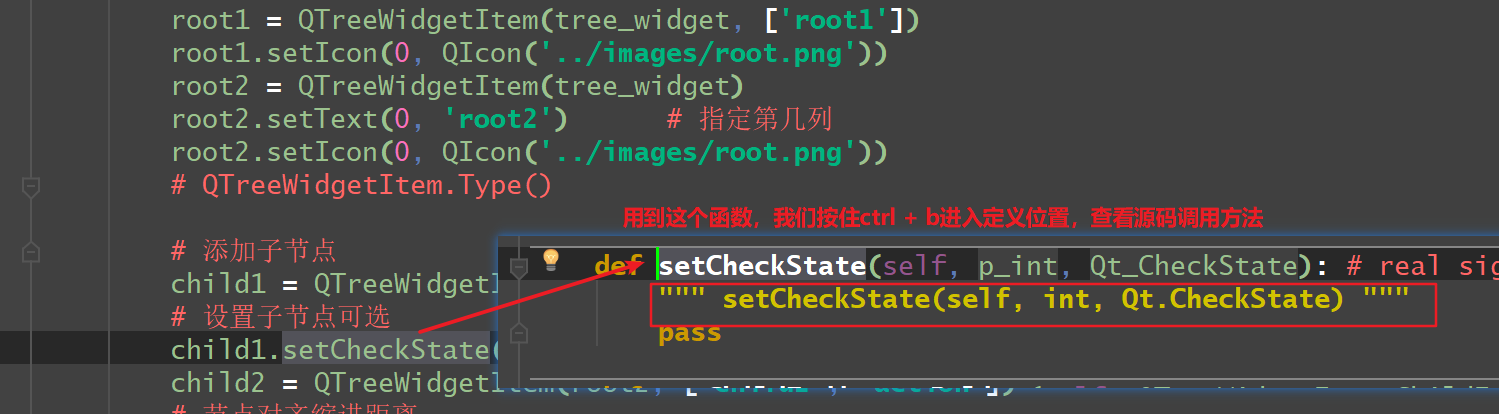 root1 = QTreeWidgetItem(tree_widget, ['root1'])
root1.setIcon(0, QIcon('../images/root.png'))
root2 = QTreeWidgetItem(tree_widget)
root2.setText(0, 'root2')      # 指定第几列
root2.setIcon(0, QIcon('../images/root.png'))
# QTreeWidgetItem.Type()
用到这个函数，我们按住ctrl + b进入定义位置，查看源码调用方法
# 添加子节点
def setCheckState(self, p_int, Qt_CheckState): # real sig
child1 = QTreeWidgetI
""" setCheckState(self, int, Qt.CheckState) """
# 设置子节点可选
pass
child1.setCheckState(
child2 = QTreeWidgetItem(root2,
# 节点对齐缩进距离